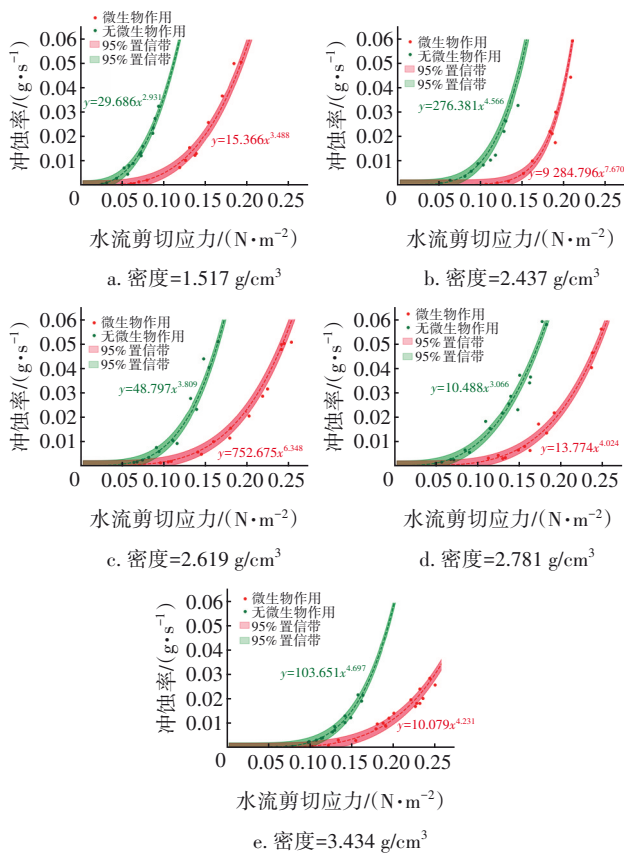 0.06
0.05
0.04
0.03
0.02
0.01
0
0.05 0.10 0.15 0.20 0.25
冲蚀率/(g·s⁻¹)
微生物作用
无微生物作用
95% 置信带
95% 置信带
y=29.686x^2.931
y=15.366x^3.488
水流剪切应力/(N·m⁻²)
a. 密度=1.517 g/cm³
0.06
0.05
0.04
0.03
0.02
0.01
0
0.05 0.10 0.15 0.20 0.25
冲蚀率/(g·s⁻¹)
微生物作用
无微生物作用
95% 置信带
95% 置信带
y=276.381x^4.566
y=9 284.796x^7.670
水流剪切应力/(N·m⁻²)
b. 密度=2.437 g/cm³
0.06
0.05
0.04
0.03
0.02
0.01
0
0.05 0.10 0.15 0.20 0.25
冲蚀率/(g·s⁻¹)
微生物作用
无微生物作用
95% 置信带
95% 置信带
y=48.797x^3.809
y=752.675x^6.348
水流剪切应力/(N·m⁻²)
c. 密度=2.619 g/cm³
0.06
0.05
0.04
0.03
0.02
0.01
0
0.05 0.10 0.15 0.20 0.25
冲蚀率/(g·s⁻¹)
微生物作用
无微生物作用
95% 置信带
95% 置信带
y=10.488x^3.066
y=13.774x^4.024
水流剪切应力/(N·m⁻²)
d. 密度=2.781 g/cm³
0.06
0.05
0.04
0.03
0.02
0.01
0
0.05 0.10 0.15 0.20 0.25
冲蚀率/(g·s⁻¹)
微生物作用
无微生物作用
95% 置信带
95% 置信带
y=103.651x^4.697
y=10.079x^4.231
水流剪切应力/(N·m⁻²)
e. 密度=3.434 g/cm³